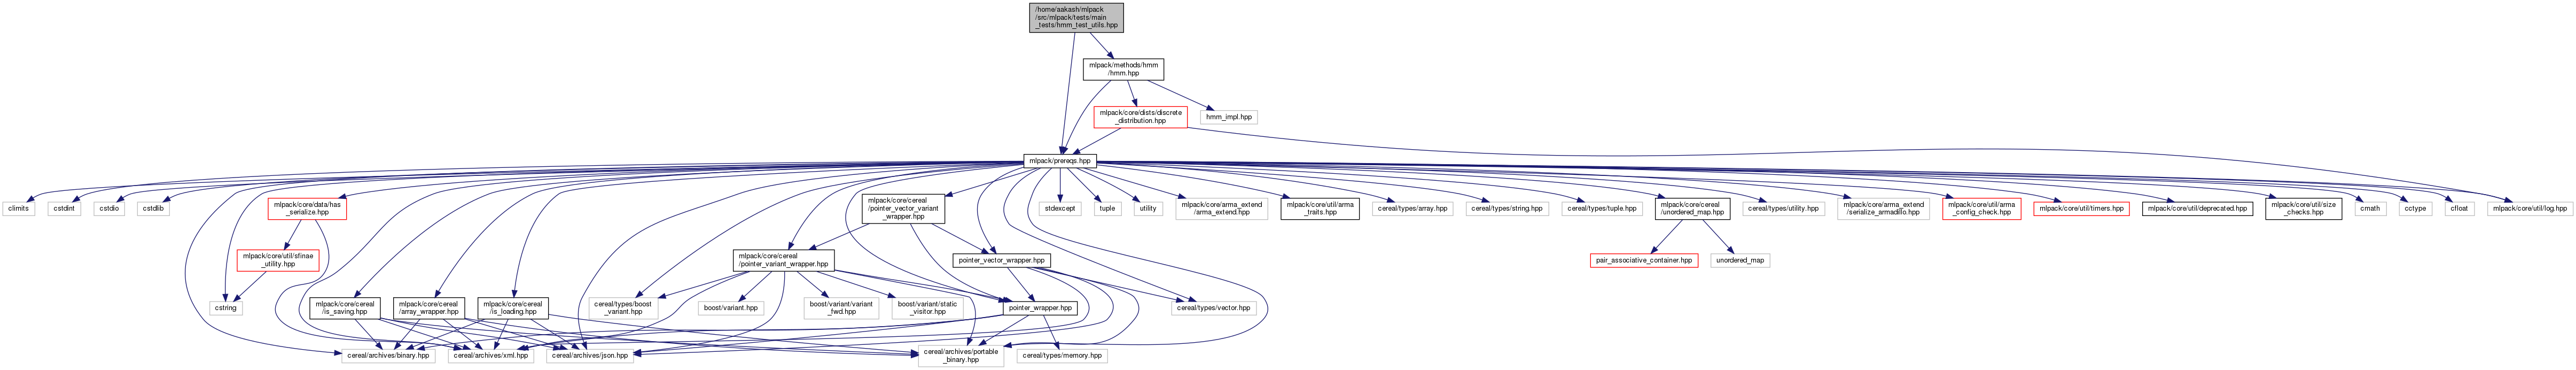 /home/aakash/mlpack
/src/mlpack/tests/main
_tests/hmm_test_utils.hpp
mlpack/methods/hmm
/hmm.hpp
mlpack/core/dists/discrete
_distribution.hpp
hmm_impl.hpp
mlpack/prereqs.hpp
climits
cstdint
cstdio
cstdlib
mlpack/core/data/has
_serialize.hpp
mlpack/core/cereal
/pointer_vector_variant
_wrapper.hpp
stdexcept
tuple
utility
mlpack/core/arma_extend
/arma_extend.hpp
mlpack/core/util/arma
_traits.hpp
cereal/types/array.hpp
cereal/types/string.hpp
cereal/types/tuple.hpp
mlpack/core/cereal
/unordered_map.hpp
cereal/types/utility.hpp
mlpack/core/arma_extend
/serialize_armadillo.hpp
mlpack/core/util/arma
_config_check.hpp
mlpack/core/util/timers.hpp
mlpack/core/util/deprecated.hpp
mlpack/core/util/size
_checks.hpp
cmath
cctype
cfloat
mlpack/core/util/log.hpp
mlpack/core/util/sfinae
_utility.hpp
mlpack/core/cereal
/pointer_variant_wrapper.hpp
pointer_vector_wrapper.hpp
pair_associative_container.hpp
unordered_map
cstring
mlpack/core/cereal
/is_saving.hpp
mlpack/core/cereal
/array_wrapper.hpp
mlpack/core/cereal
/is_loading.hpp
cereal/types/boost
_variant.hpp
boost/variant.hpp
boost/variant/variant
_fwd.hpp
boost/variant/static
_visitor.hpp
pointer_wrapper.hpp
cereal/types/vector.hpp
cereal/archives/binary.hpp
cereal/archives/xml.hpp
cereal/archives/json.hpp
cereal/archives/portable
_binary.hpp
cereal/types/memory.hpp